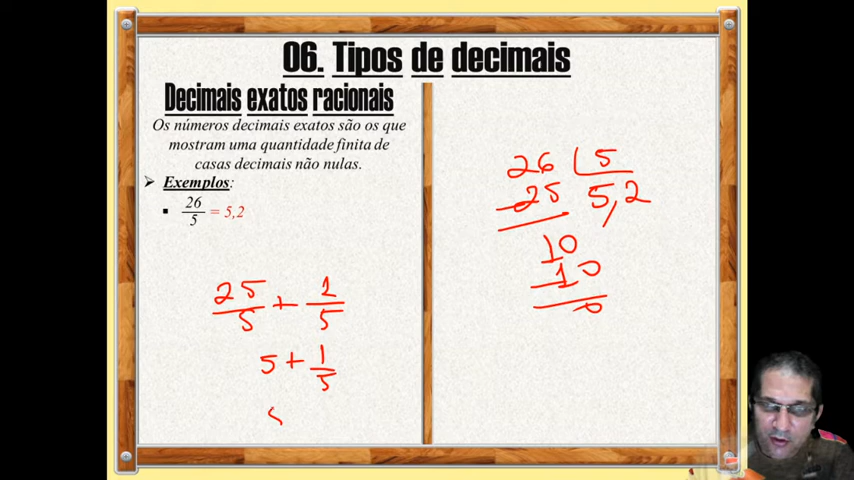 06. Tipos de decimais
Decimais exatos racionais
Os números decimais exatos são os que
mostram uma quantidade finita de
casas decimais não nulas.
➢ Exemplos:
▪ 26/5 = 5,2
25/5 + 1/5
5 + 1/5
5
26 | 5
-25 5,2
10
-10
0